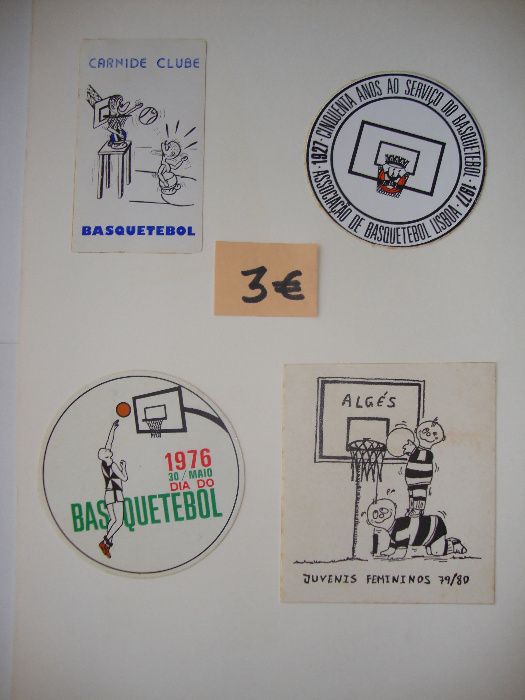 CARNIDE CLUBE
BASQUETEBOL
1927 · CINQUENTA ANOS AO SERVIÇO DO BASQUETEBOL · 1977
ASSOCIAÇÃO DE BASQUETEBOL LISBOA
3€
1976
30 / MAIO
DIA DO
BASQUETEBOL
ALGÉS
JUVENIS FEMININOS 79/80